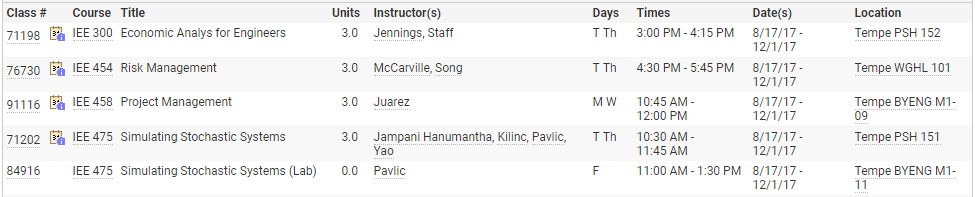 Class # Course Title Units Instructor(s) Days Times Date(s) Location
71198 IEE 300 Economic Analys for Engineers 3.0 Jennings, Staff T Th 3:00 PM - 4:15 PM 8/17/17 - Tempe PSH 152
12/1/17
76730 IEE 454 Risk Management 3.0 McCarville, Song T Th 4:30 PM - 5:45 PM 8/17/17 - Tempe WGHL 101
12/1/17
91116 IEE 458 Project Management 3.0 Juarez M W 10:45 AM - 8/17/17 - Tempe BYENG M1-
12:00 PM 12/1/17 09
71202 IEE 475 Simulating Stochastic Systems 3.0 Jampani Hanumantha, Kilinc, Pavlic, T Th 10:30 AM - 8/17/17 - Tempe PSH 151
Yao 11:45 AM 12/1/17
84916 IEE 475 Simulating Stochastic Systems (Lab) 0.0 Pavlic F 11:00 AM - 1:30 PM 8/17/17 - Tempe BYENG M1-
12/1/17 11